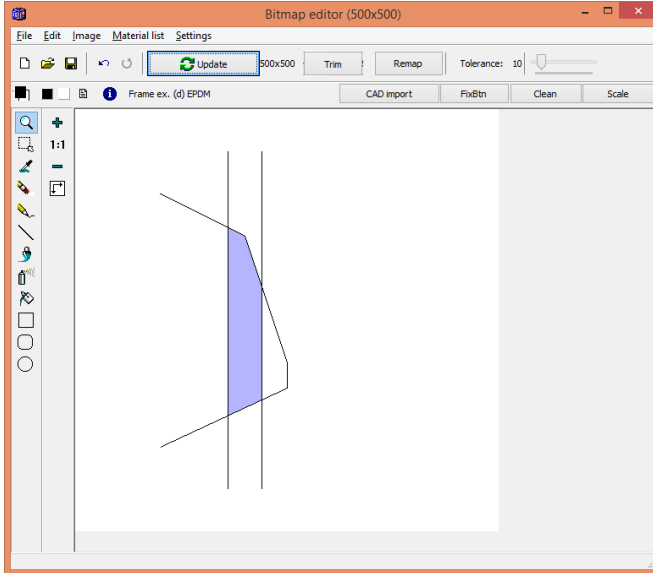 Bitmap editor (500x500)
File Edit Image Material list Settings
Update 500x500 Trim Remap Tolerance: 10
Frame ex. (d) EPDM CAD import FixBtn Clean Scale
1:1